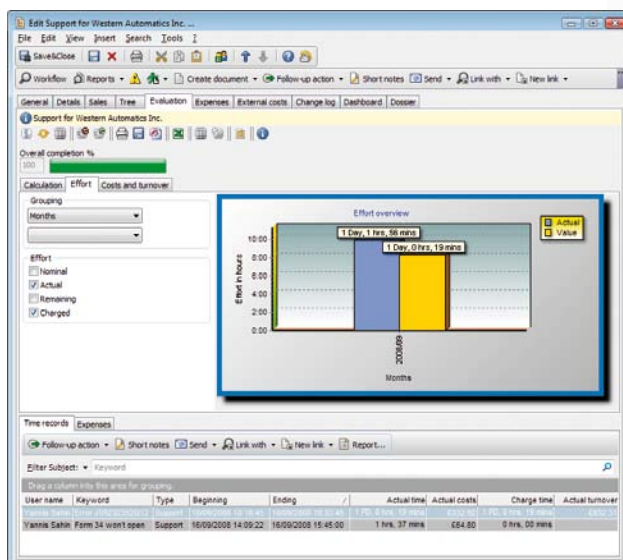 Edit Support for Western Automatics Inc. ...
File Edit View Insert Search Tools ?
Save&Close
Workflow Reports Create document Follow-up action Short notes Send Link with New link
General Details Sales Tree Evaluation Expenses External costs Change log Dashboard Dossier
Support for Western Automatics Inc.
Overall completion %
100
Calculation Effort Costs and turnover
Grouping
Months
Effort
Nominal
Actual
Remaining
Charged
Effort overview
Actual
Value
1 Day, 1 hrs, 56 mins
1 Day, 0 hrs, 19 mins
10:00
8:00
6:00
4:00
2:00
0:00
Effort in hours
2008/09
Months
Time records Expenses
Follow-up action Short notes Send Link with New link Report...
Filter Subject: Keyword
Drag a column into this area for grouping.
User name Keyword Type Beginning Ending Actual time Actual costs Charge time Actual turnover
Yannis Sahin Support
Yannis Sahin Form 34 won't open Support 16/09/2008 14:09:22 16/09/2008 15:45:00 1 hrs, 37 mins £64.80 0 hrs, 00 mins